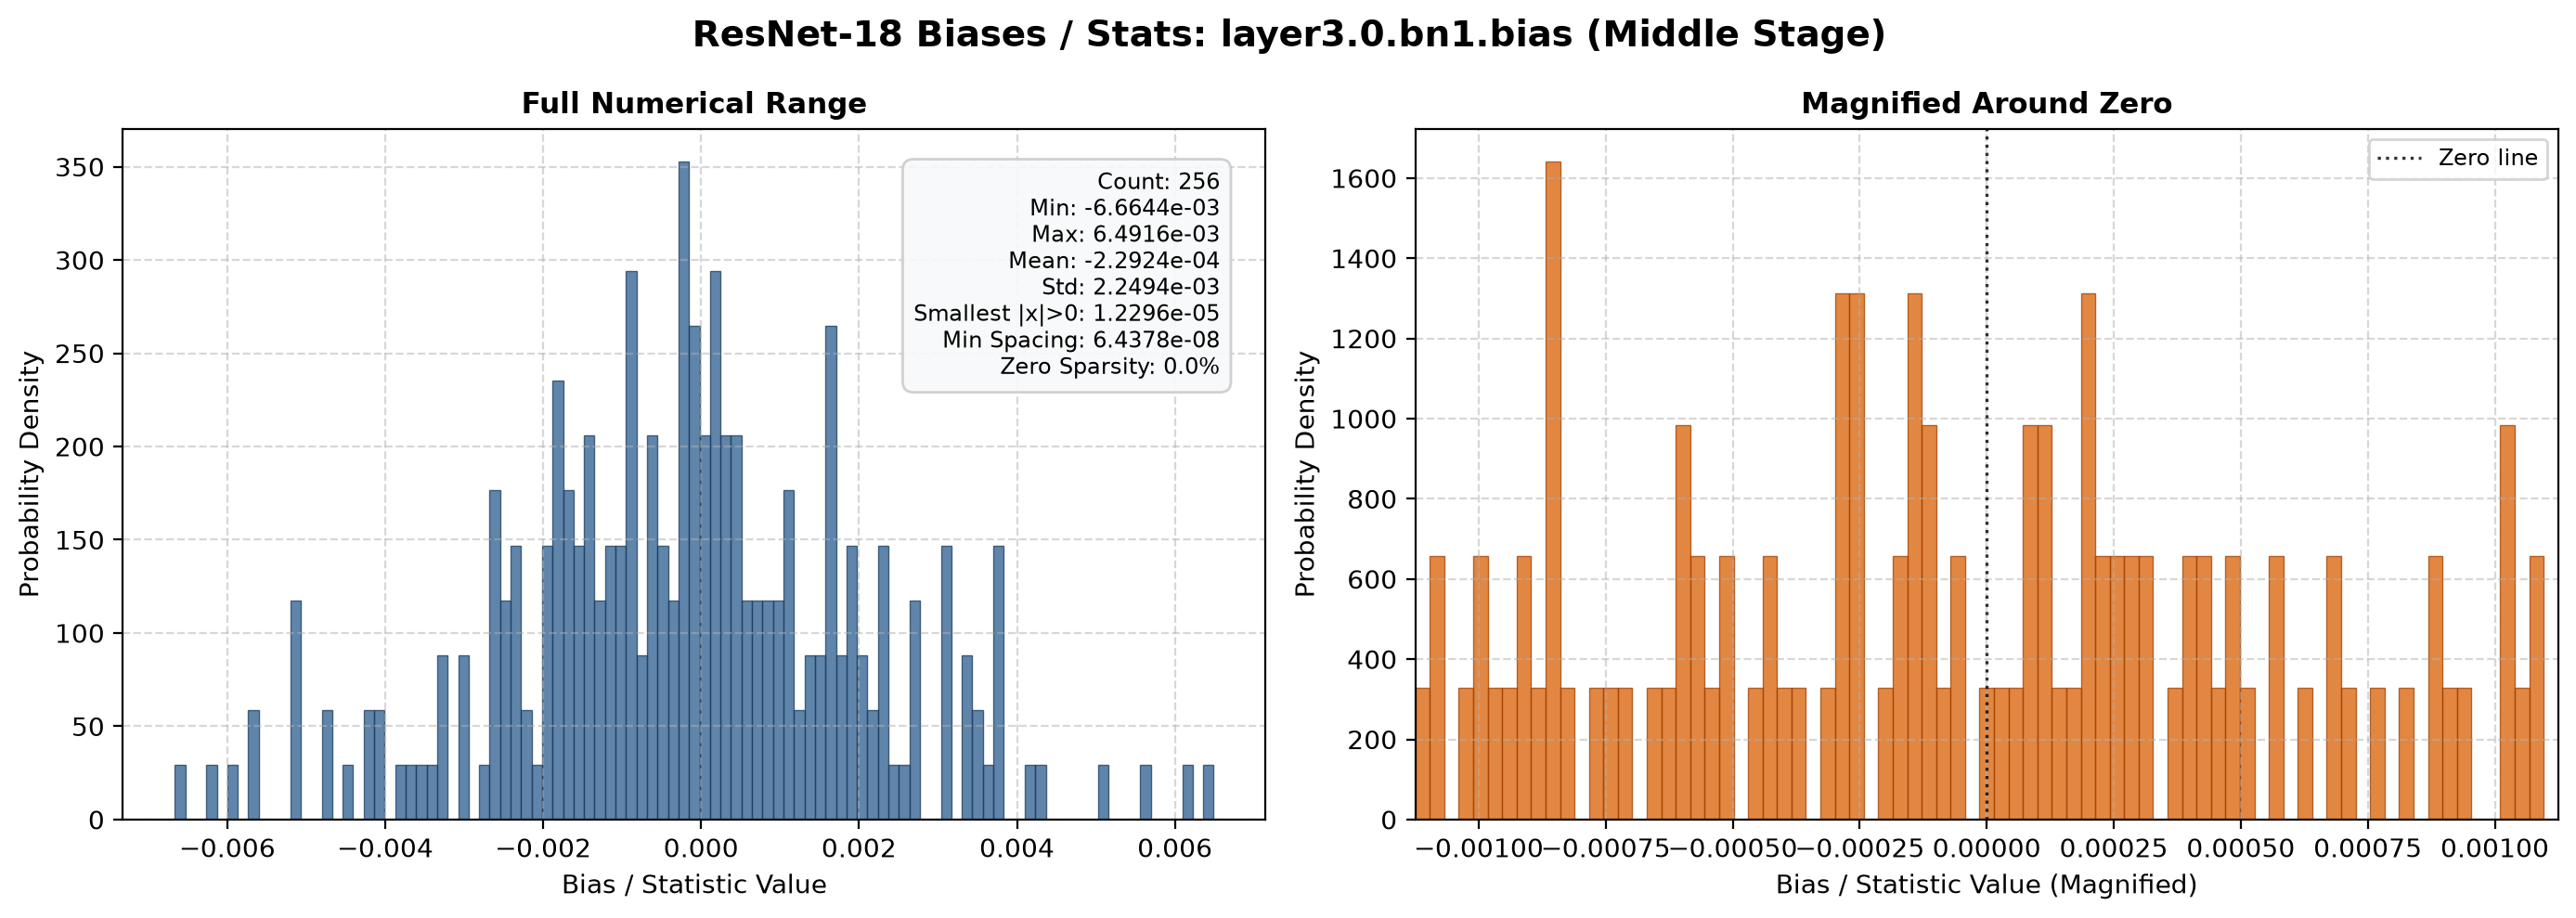 ResNet-18 Biases / Stats: layer3.0.bn1.bias (Middle Stage)
Full Numerical Range
350
300
250
200
150
100
50
0
Probability Density
Count: 256
Min: -6.6644e-03
Max: 6.4916e-03
Mean: -2.2924e-04
Std: 2.2494e-03
Smallest |x|>0: 1.2296e-05
Min Spacing: 6.4378e-08
Zero Sparsity: 0.0%
−0.006 −0.004 −0.002 0.000 0.002 0.004 0.006
Bias / Statistic Value
Magnified Around Zero
Zero line
1600
1400
1200
1000
800
600
400
200
0
Probability Density
−0.00100 −0.00075 −0.00050 −0.00025 0.00000 0.00025 0.00050 0.00075 0.00100
Bias / Statistic Value (Magnified)